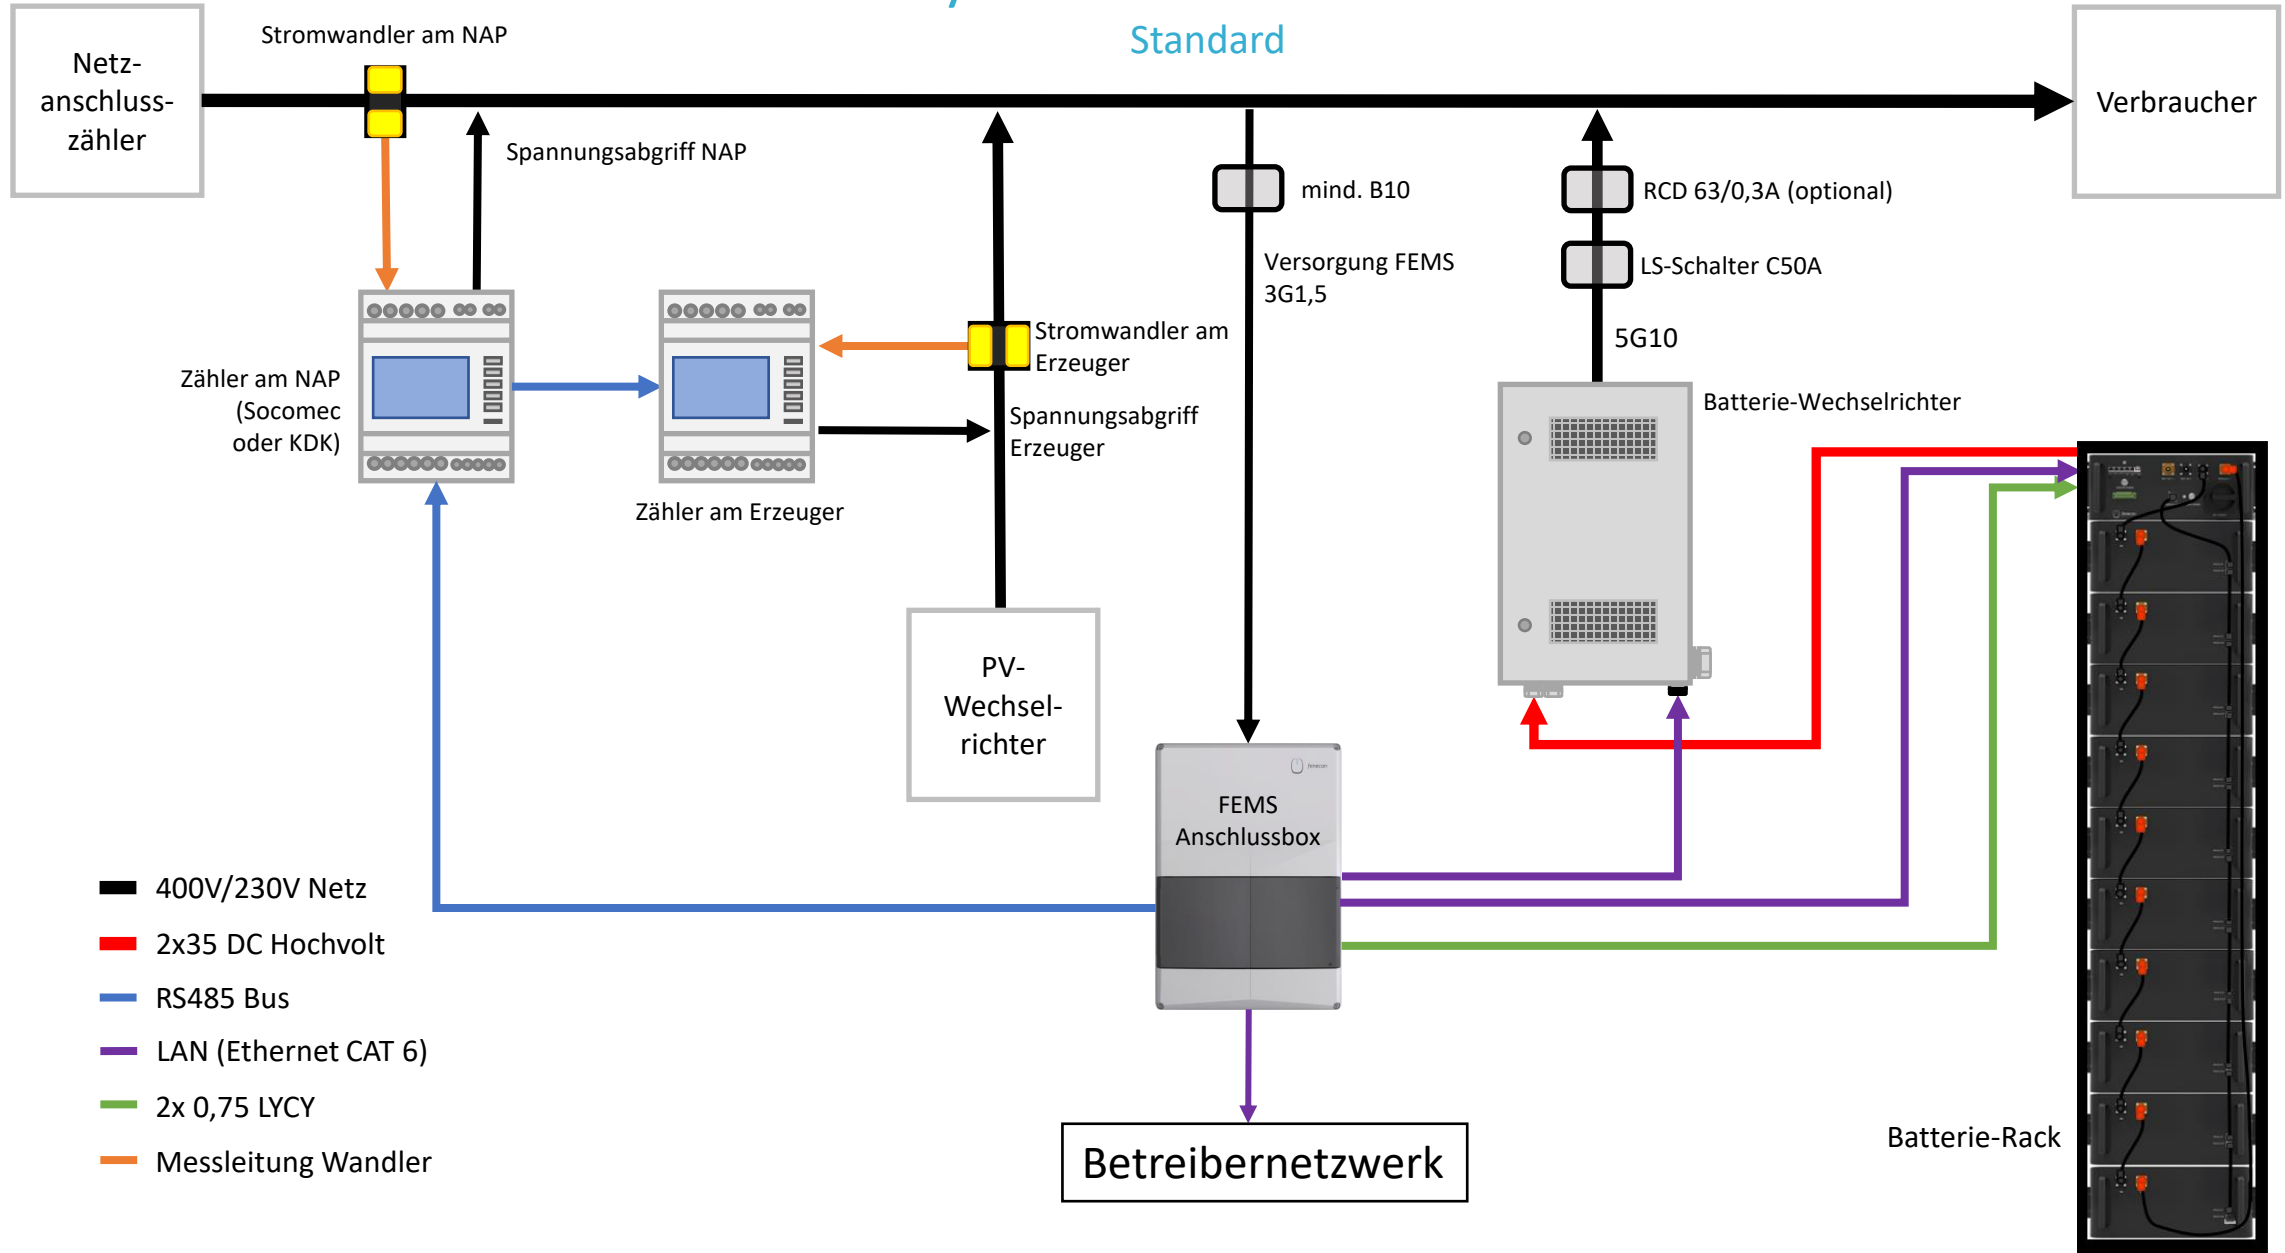 Standard
Netz-
anschluss-
zähler
Stromwandler am NAP
Verbraucher
Spannungsabgriff NAP
mind. B10
RCD 63/0,3A (optional)
Versorgung FEMS
3G1,5
LS-Schalter C50A
5G10
Stromwandler am
Erzeuger
Zähler am NAP
(Socomec
oder KDK)
Spannungsabgriff
Erzeuger
Batterie-Wechselrichter
Zähler am Erzeuger
PV-
Wechsel-
richter
FEMS
Anschlussbox
400V/230V Netz
2x35 DC Hochvolt
RS485 Bus
LAN (Ethernet CAT 6)
2x 0,75 LYCY
Messleitung Wandler
Batterie-Rack
Betreibernetzwerk